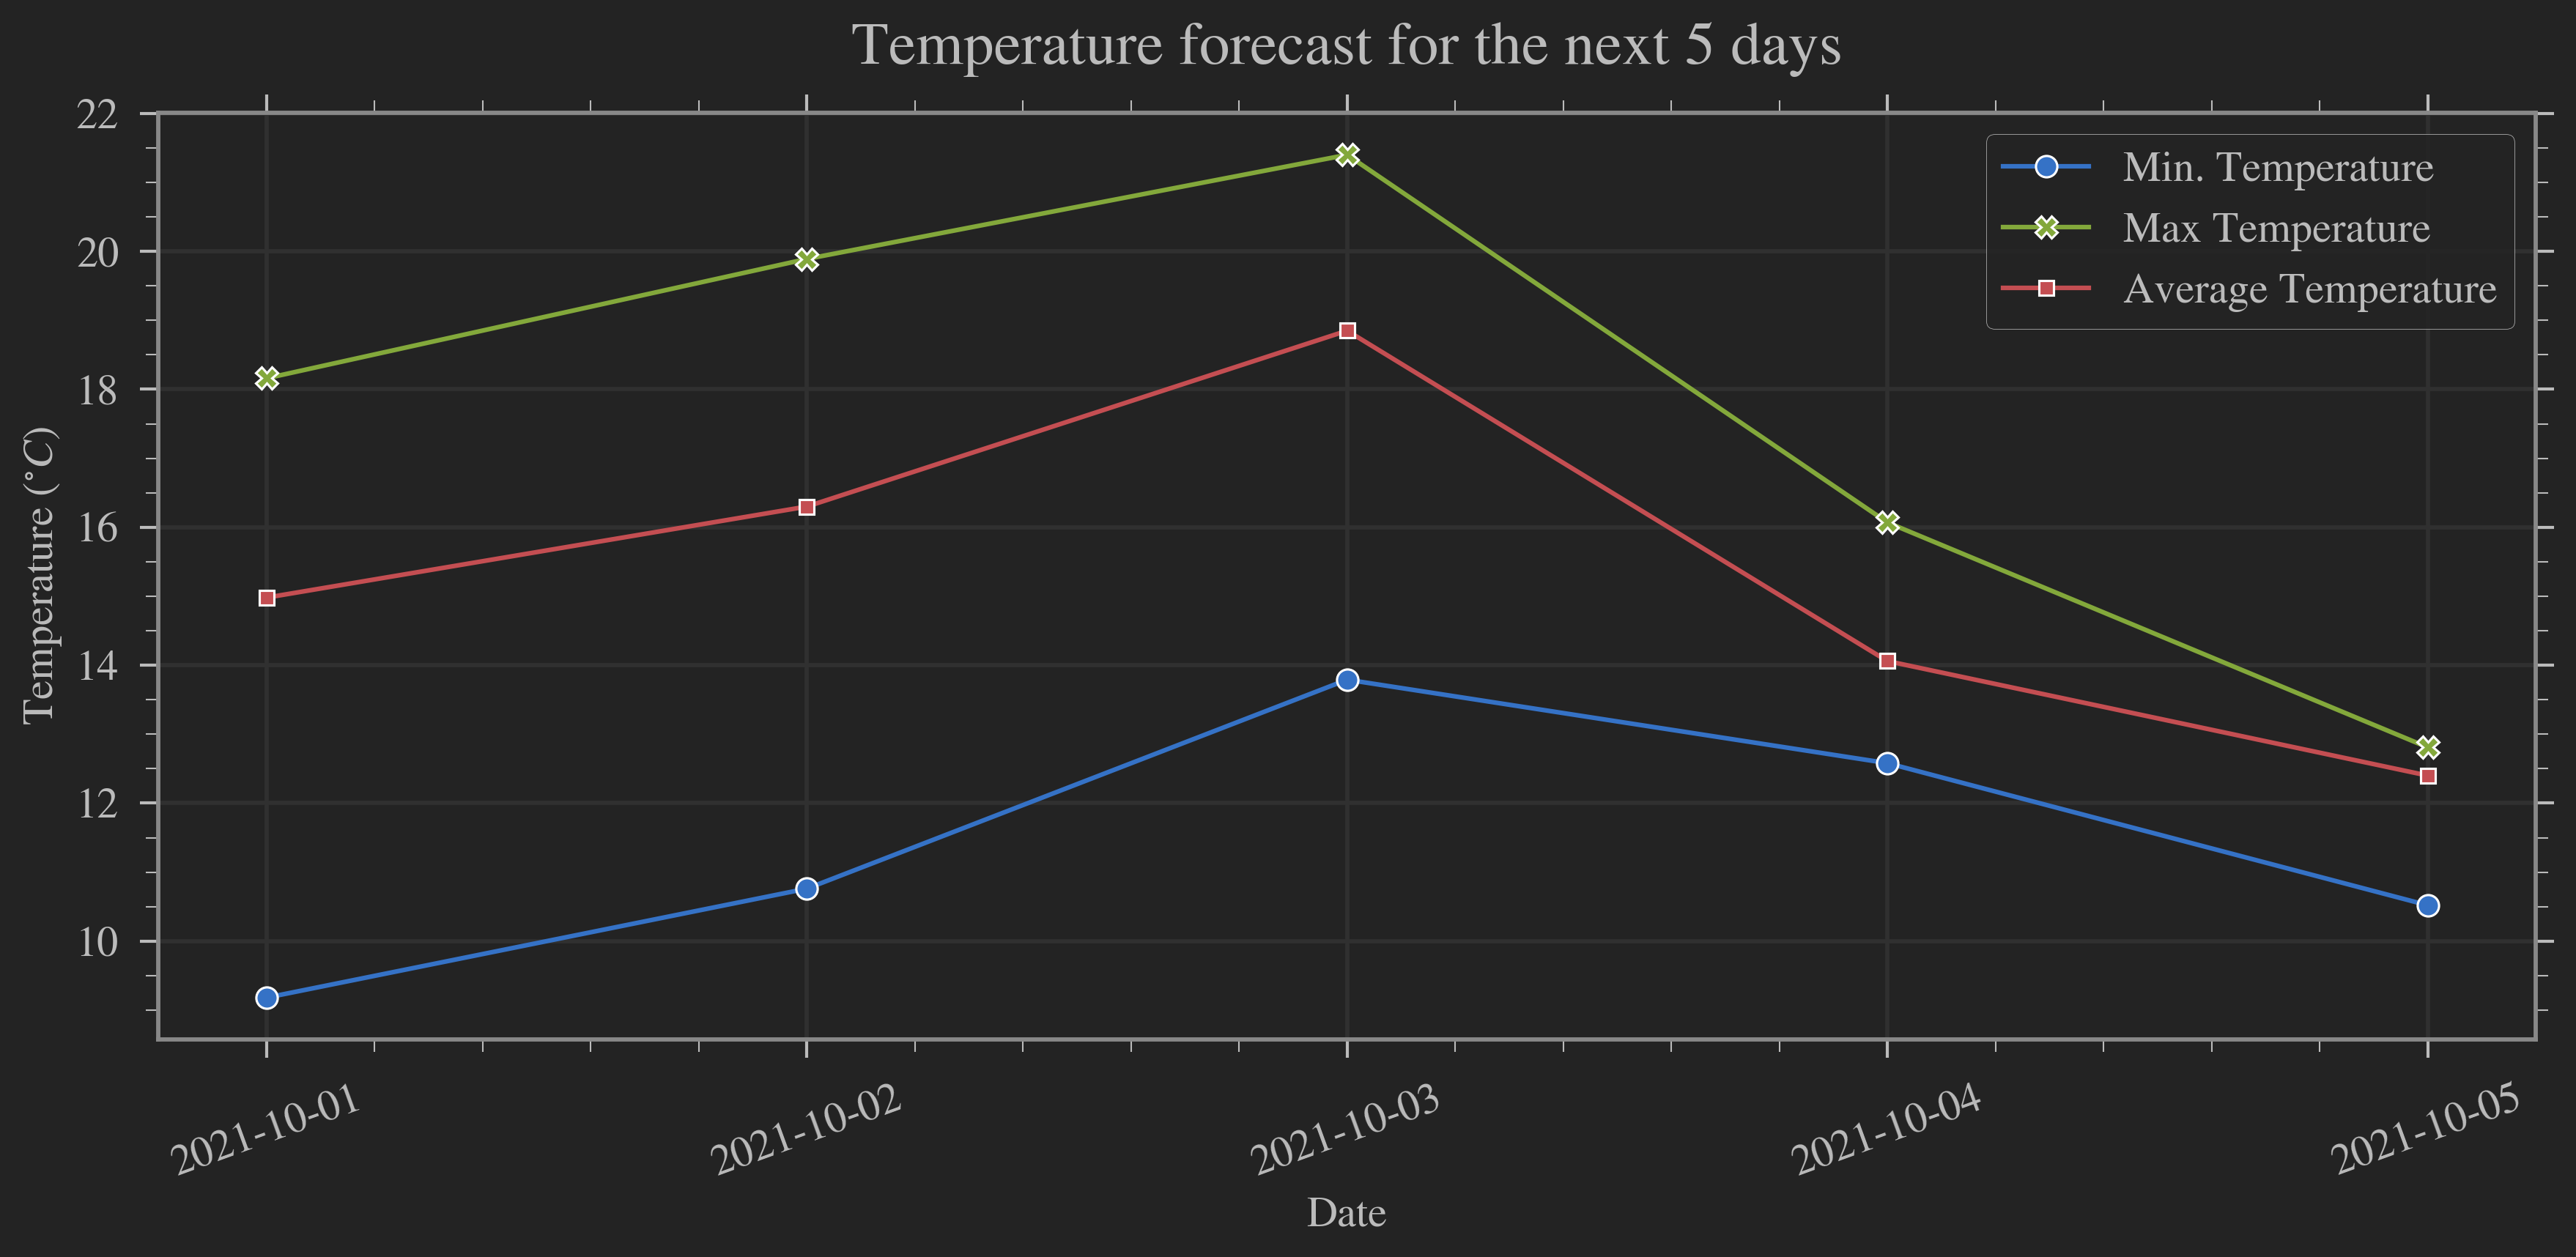 Temperature forecast for the next 5 days
22
20
18
16
14
12
10
Temperature (°C)
Min. Temperature
Max Temperature
Average Temperature
2021-10-01
2021-10-02
2021-10-03
2021-10-04
2021-10-05
Date